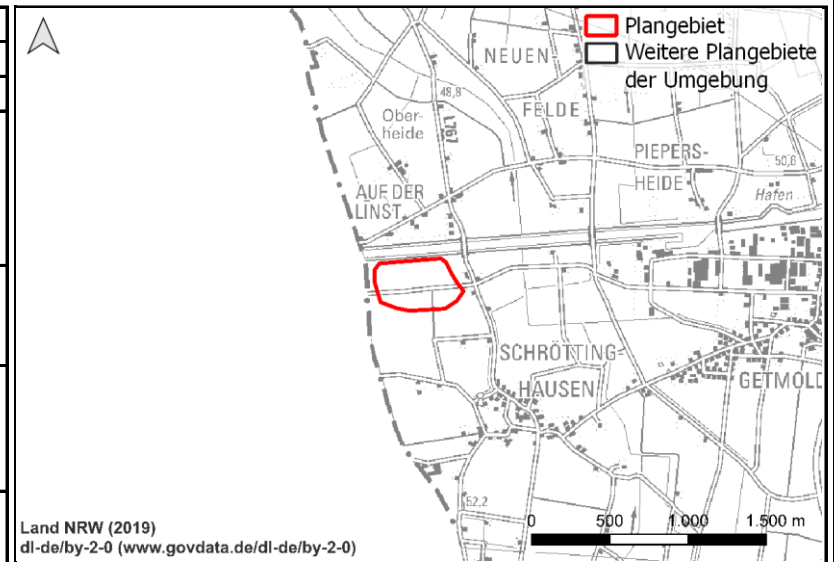 Plangebiet
Weitere Plangebiete
der Umgebung
NEUEN
48,8
FELDE
Ober-
heide
L767
PIEPERS-
HEIDE
50,6
AUF DER
LINST
Hafen
SCHRÖTTING-
HAUSEN
GETMOLD
52,2
Land NRW (2019)
dl-de/by-2-0 (www.govdata.de/dl-de/by-2-0)
0 500 1.000 1.500 m